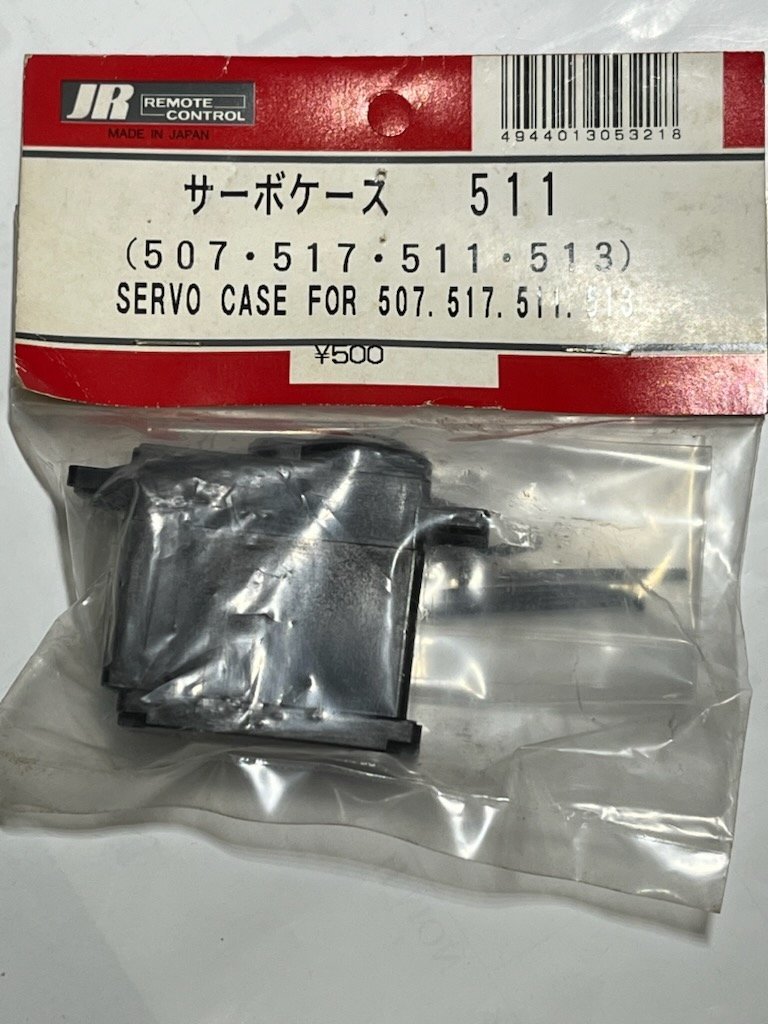 JR REMOTE CONTROL
MADE IN JAPAN
4944013053218
サーボケース 511
(507・517・511・513)
SERVO CASE FOR 507.517.511.513
¥500